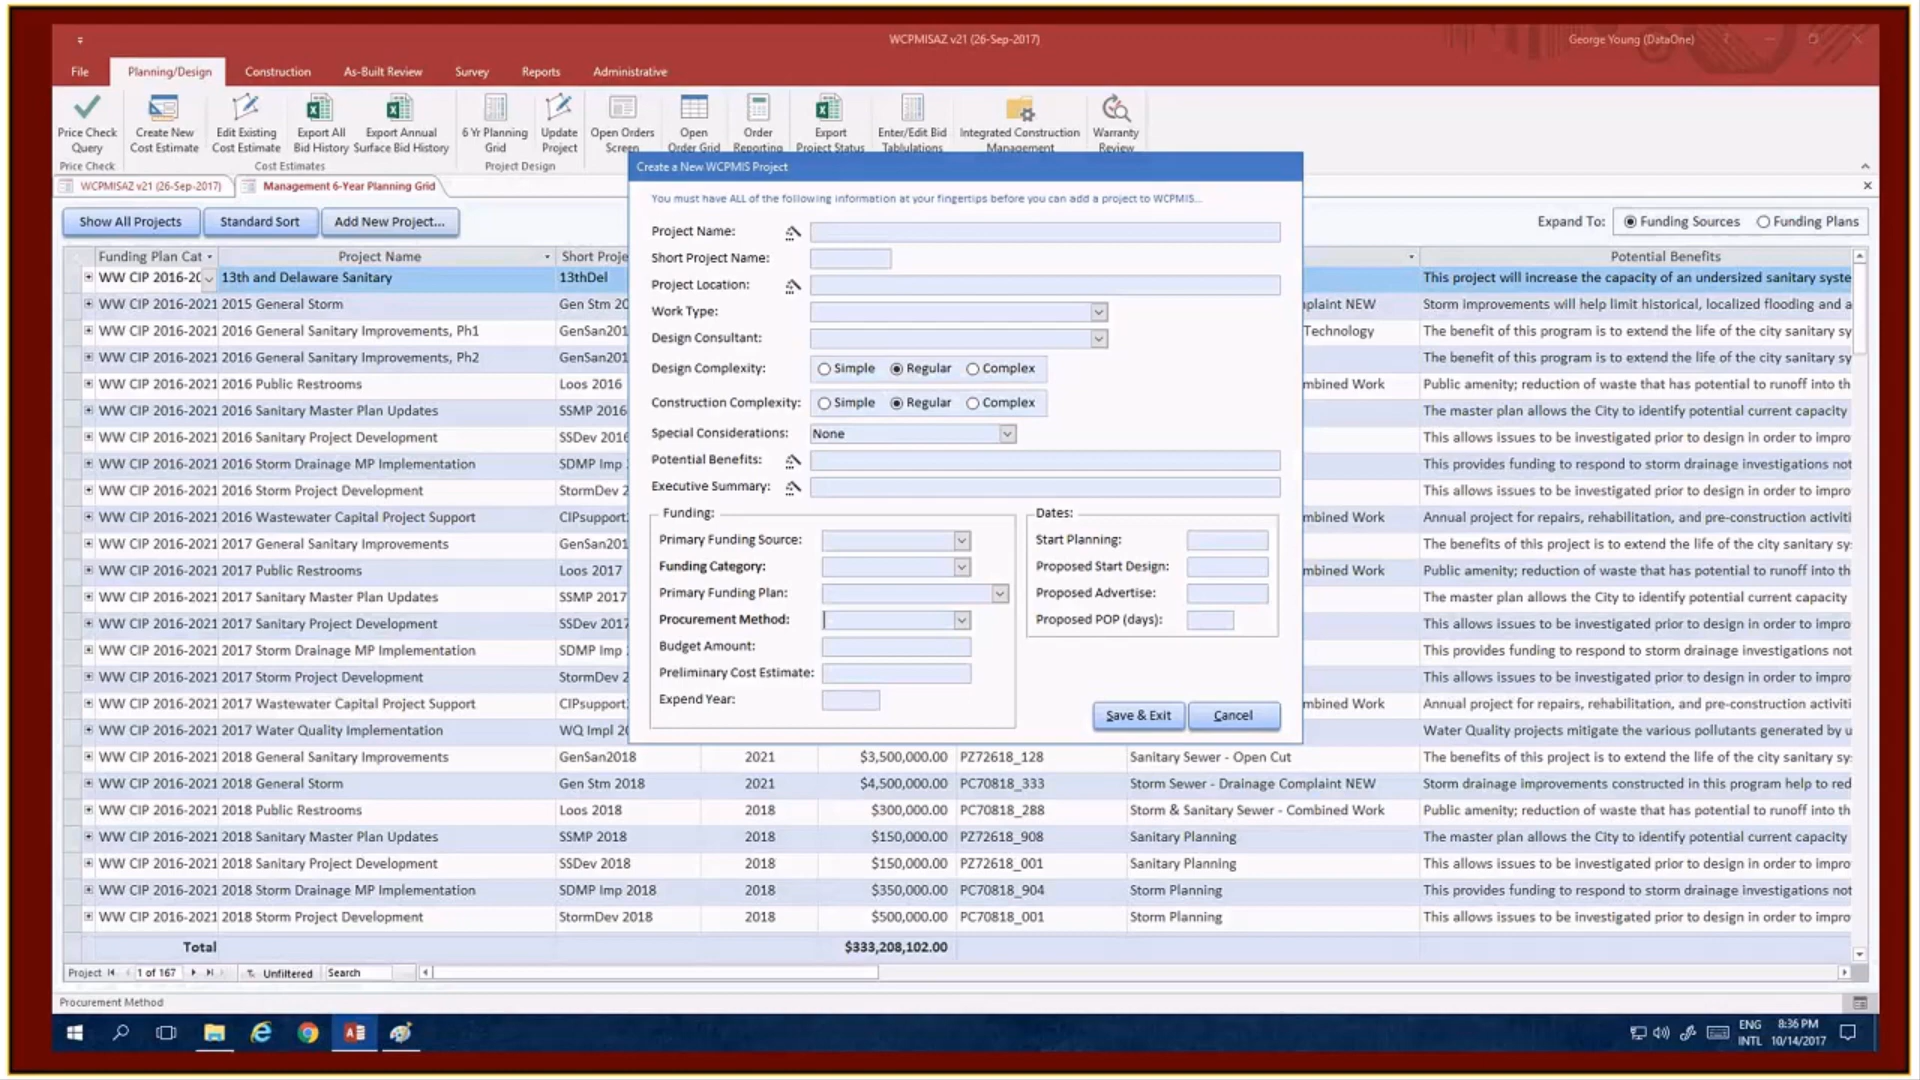 WCPMISAZ v21 (26-Sep-2017)
George Young (DataOne)
File Planning/Design Construction As-Built Review Survey Reports Administrative
Price Check Query
Create New Cost Estimate
Edit Existing Cost Estimate
Export All Bid History
Export Annual Surface Bid History
6 Yr Planning Grid
Update Project
Open Orders Screen
Open Order Grid
Order Reporting
Export Project Status
Enter/Edit Bid Tablulations
Integrated Construction Management
Warranty Review
Price Check
Cost Estimates
Project Design
WCPMISAZ v21 (26-Sep-2017)
Management 6-Year Planning Grid
Show All Projects
Standard Sort
Add New Project...
Expand To: Funding Sources Funding Plans
Funding Plan Cat Project Name Short Proje Potential Benefits
WW CIP 2016-20 13th and Delaware Sanitary 13thDel This project will increase the capacity of an undersized sanitary syste
WW CIP 2016-2021 2015 General Storm Gen Stm 20 plaint NEW Storm improvements will help limit historical, localized flooding and a
WW CIP 2016-2021 2016 General Sanitary Improvements, Ph1 GenSan201 Technology The benefit of this program is to extend the life of the city sanitary sy
WW CIP 2016-2021 2016 General Sanitary Improvements, Ph2 GenSan201 The benefit of this program is to extend the life of the city sanitary sy
WW CIP 2016-2021 2016 Public Restrooms Loos 2016 mbined Work Public amenity; reduction of waste that has potential to runoff into th
WW CIP 2016-2021 2016 Sanitary Master Plan Updates SSMP 2016 The master plan allows the City to identify potential current capacity
WW CIP 2016-2021 2016 Sanitary Project Development SSDev 2016 This allows issues to be investigated prior to design in order to impro
WW CIP 2016-2021 2016 Storm Drainage MP Implementation SDMP Imp This provides funding to respond to storm drainage investigations not
WW CIP 2016-2021 2016 Storm Project Development StormDev 2 This allows issues to be investigated prior to design in order to impro
WW CIP 2016-2021 2016 Wastewater Capital Project Support CIPsupport mbined Work Annual project for repairs, rehabilitation, and pre-construction activiti
WW CIP 2016-2021 2017 General Sanitary Improvements GenSan201 The benefits of this project is to extend the life of the city sanitary sy
WW CIP 2016-2021 2017 Public Restrooms Loos 2017 mbined Work Public amenity; reduction of waste that has potential to runoff into th
WW CIP 2016-2021 2017 Sanitary Master Plan Updates SSMP 2017 The master plan allows the City to identify potential current capacity
WW CIP 2016-2021 2017 Sanitary Project Development SSDev 2017 This allows issues to be investigated prior to design in order to impro
WW CIP 2016-2021 2017 Storm Drainage MP Implementation SDMP Imp This provides funding to respond to storm drainage investigations not
WW CIP 2016-2021 2017 Storm Project Development StormDev 2 This allows issues to be investigated prior to design in order to impro
WW CIP 2016-2021 2017 Wastewater Capital Project Support CIPsupport mbined Work Annual project for repairs, rehabilitation, and pre-construction activiti
WW CIP 2016-2021 2017 Water Quality Implementation WQ Impl 20 Water Quality projects mitigate the various pollutants generated by u
WW CIP 2016-2021 2018 General Sanitary Improvements GenSan2018 2021 $3,500,000.00 PZ72618_128 Sanitary Sewer - Open Cut The benefits of this project is to extend the life of the city sanitary sy
WW CIP 2016-2021 2018 General Storm Gen Stm 2018 2021 $4,500,000.00 PC70818_333 Storm Sewer - Drainage Complaint NEW Storm drainage improvements constructed in this program help to red
WW CIP 2016-2021 2018 Public Restrooms Loos 2018 2018 $300,000.00 PC70818_288 Storm & Sanitary Sewer - Combined Work Public amenity; reduction of waste that has potential to runoff into th
WW CIP 2016-2021 2018 Sanitary Master Plan Updates SSMP 2018 2018 $150,000.00 PZ72618_908 Sanitary Planning The master plan allows the City to identify potential current capacity
WW CIP 2016-2021 2018 Sanitary Project Development SSDev 2018 2018 $150,000.00 PZ72618_001 Sanitary Planning This allows issues to be investigated prior to design in order to impro
WW CIP 2016-2021 2018 Storm Drainage MP Implementation SDMP Imp 2018 2018 $350,000.00 PC70818_904 Storm Planning This provides funding to respond to storm drainage investigations not
WW CIP 2016-2021 2018 Storm Project Development StormDev 2018 2018 $500,000.00 PC70818_001 Storm Planning This allows issues to be investigated prior to design in order to impro
Total $333,208,102.00
Create a New WCPMIS Project
You must have ALL of the following information at your fingertips before you can add a project to WCPMIS...
Project Name:
Short Project Name:
Project Location:
Work Type:
Design Consultant:
Design Complexity: Simple Regular Complex
Construction Complexity: Simple Regular Complex
Special Considerations: None
Potential Benefits:
Executive Summary:
Funding:
Primary Funding Source:
Funding Category:
Primary Funding Plan:
Procurement Method:
Budget Amount:
Preliminary Cost Estimate:
Expend Year:
Dates:
Start Planning:
Proposed Start Design:
Proposed Advertise:
Proposed POP (days):
Save & Exit Cancel
Project 1 of 167 Unfiltered Search
Procurement Method
ENG 8:36 PM
INTL 10/14/2017